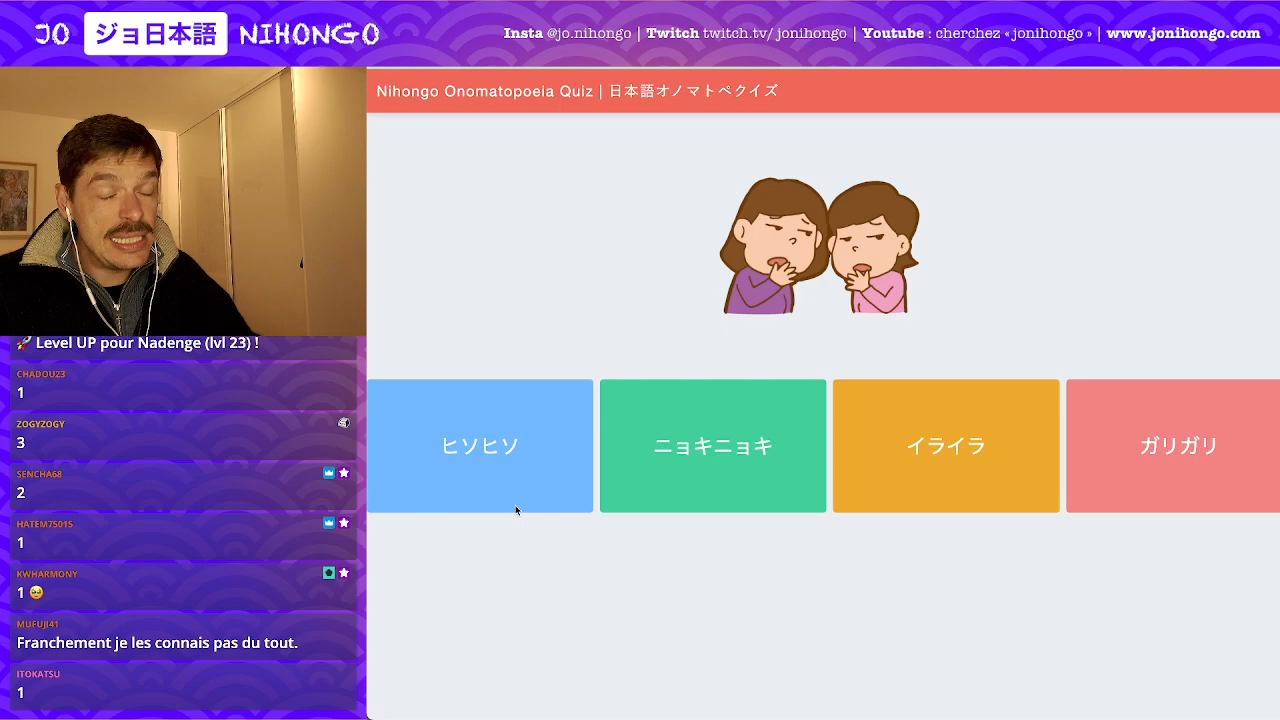 JO ジョ日本語 NIHONGO
Insta @jo.nihongo | Twitch twitch.tv/jonihongo | Youtube : cherchez « jonihongo » | www.jonihongo.com
Nihongo Onomatopoeia Quiz | 日本語オノマトペクイズ
ヒソヒソ
ニョキニョキ
イライラ
ガリガリ
🚀 Level UP pour Nadenge (lvl 23) !
CHADOU23
1
ZOGYZOGY
3
SENCHA68
2
HATEM75015
1
KWHARMONY
1 🥹
MUFUJI41
Franchement je les connais pas du tout.
ITOKATSU
1